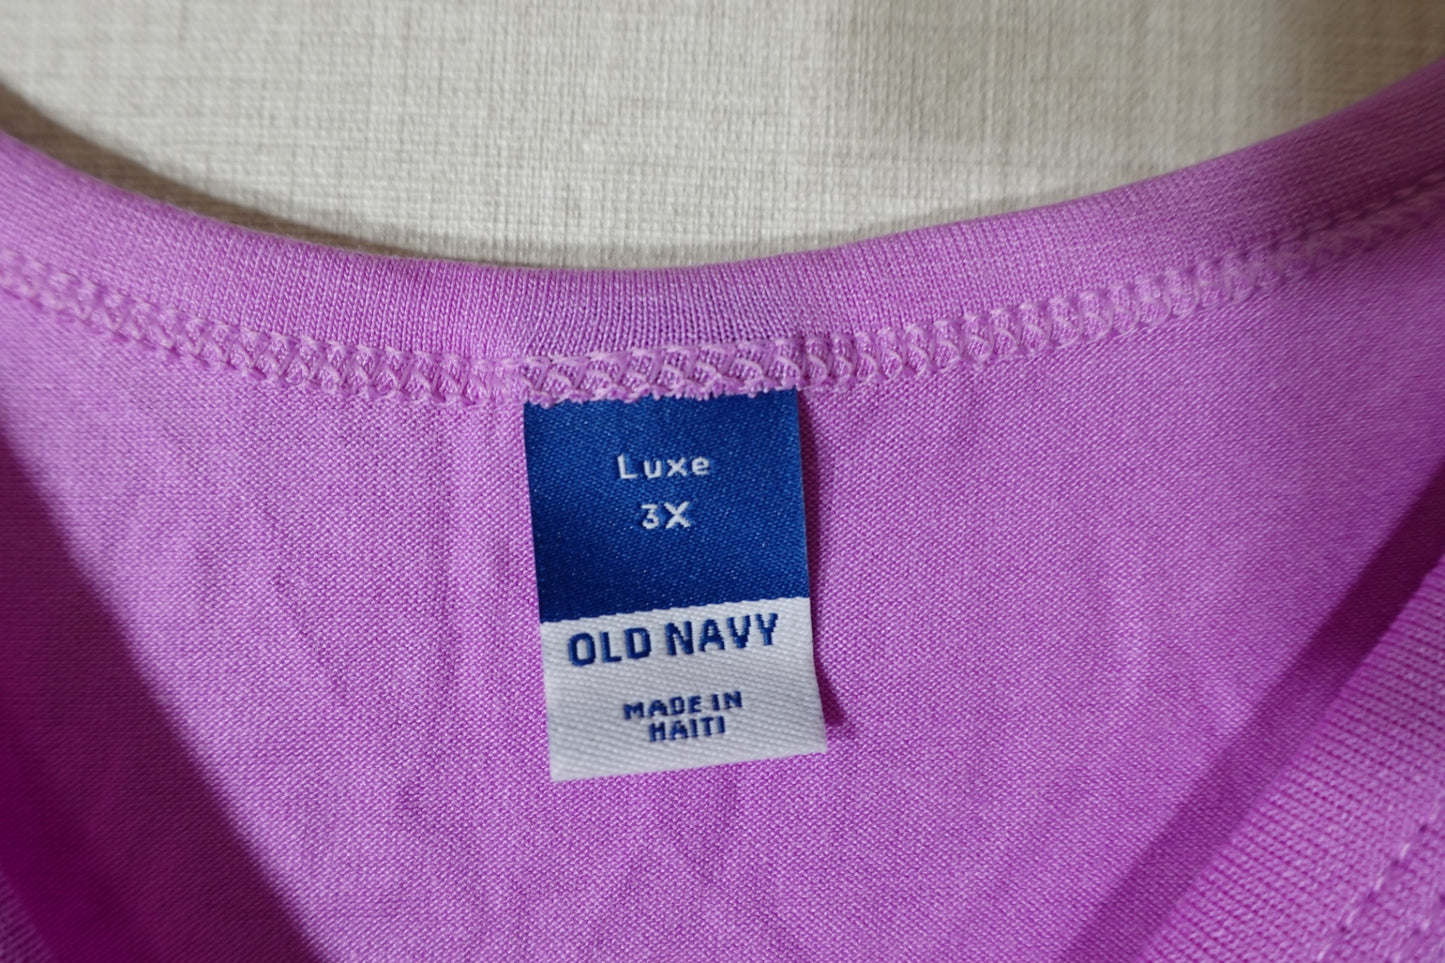 Luxe
3X
OLD NAVY
MADE IN
HAITI